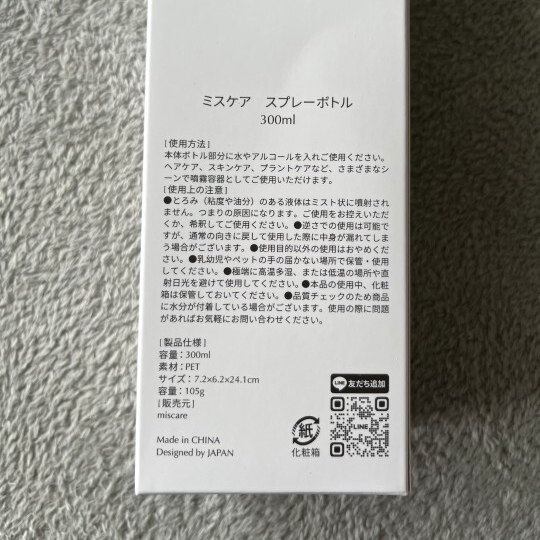 ミスケア　スプレーボトル
300ml
[使用方法]
本体ボトル部分に水やアルコールを入れご使用ください。
ヘアケア、スキンケア、プラントケアなど、さまざまなシ
ーンで噴霧容器としてご使用いただけます。
[使用上の注意]
●とろみ（粘度や油分）のある液体はミスト状に噴射され
ません。つまりの原因になります。ご使用をお控えいただ
くか、希釈してご使用ください。●逆さでの使用は可能で
すが、通常の向きに戻して使用した際に中身が漏れてしま
う場合がございます。●使用目的以外の使用はおやめくだ
さい。●乳幼児やペットの手の届かない場所で保管・使用
してください。●極端に高温多湿、または低温の場所や直
射日光を避けて使用してください。●本品の使用中、化粧
箱は保管しておいてください。●品質チェックのため商品
に水分が付着している場合がございます。使用の際に問題
があればお気軽にお問い合わせください。
[製品仕様]
容量：300ml
素材：PET
サイズ：7.2×6.2×24.1cm
容量：105g
[販売元]
miscare
Made in CHINA
Designed by JAPAN
紙
化粧箱
LINE 友だち追加
LINE